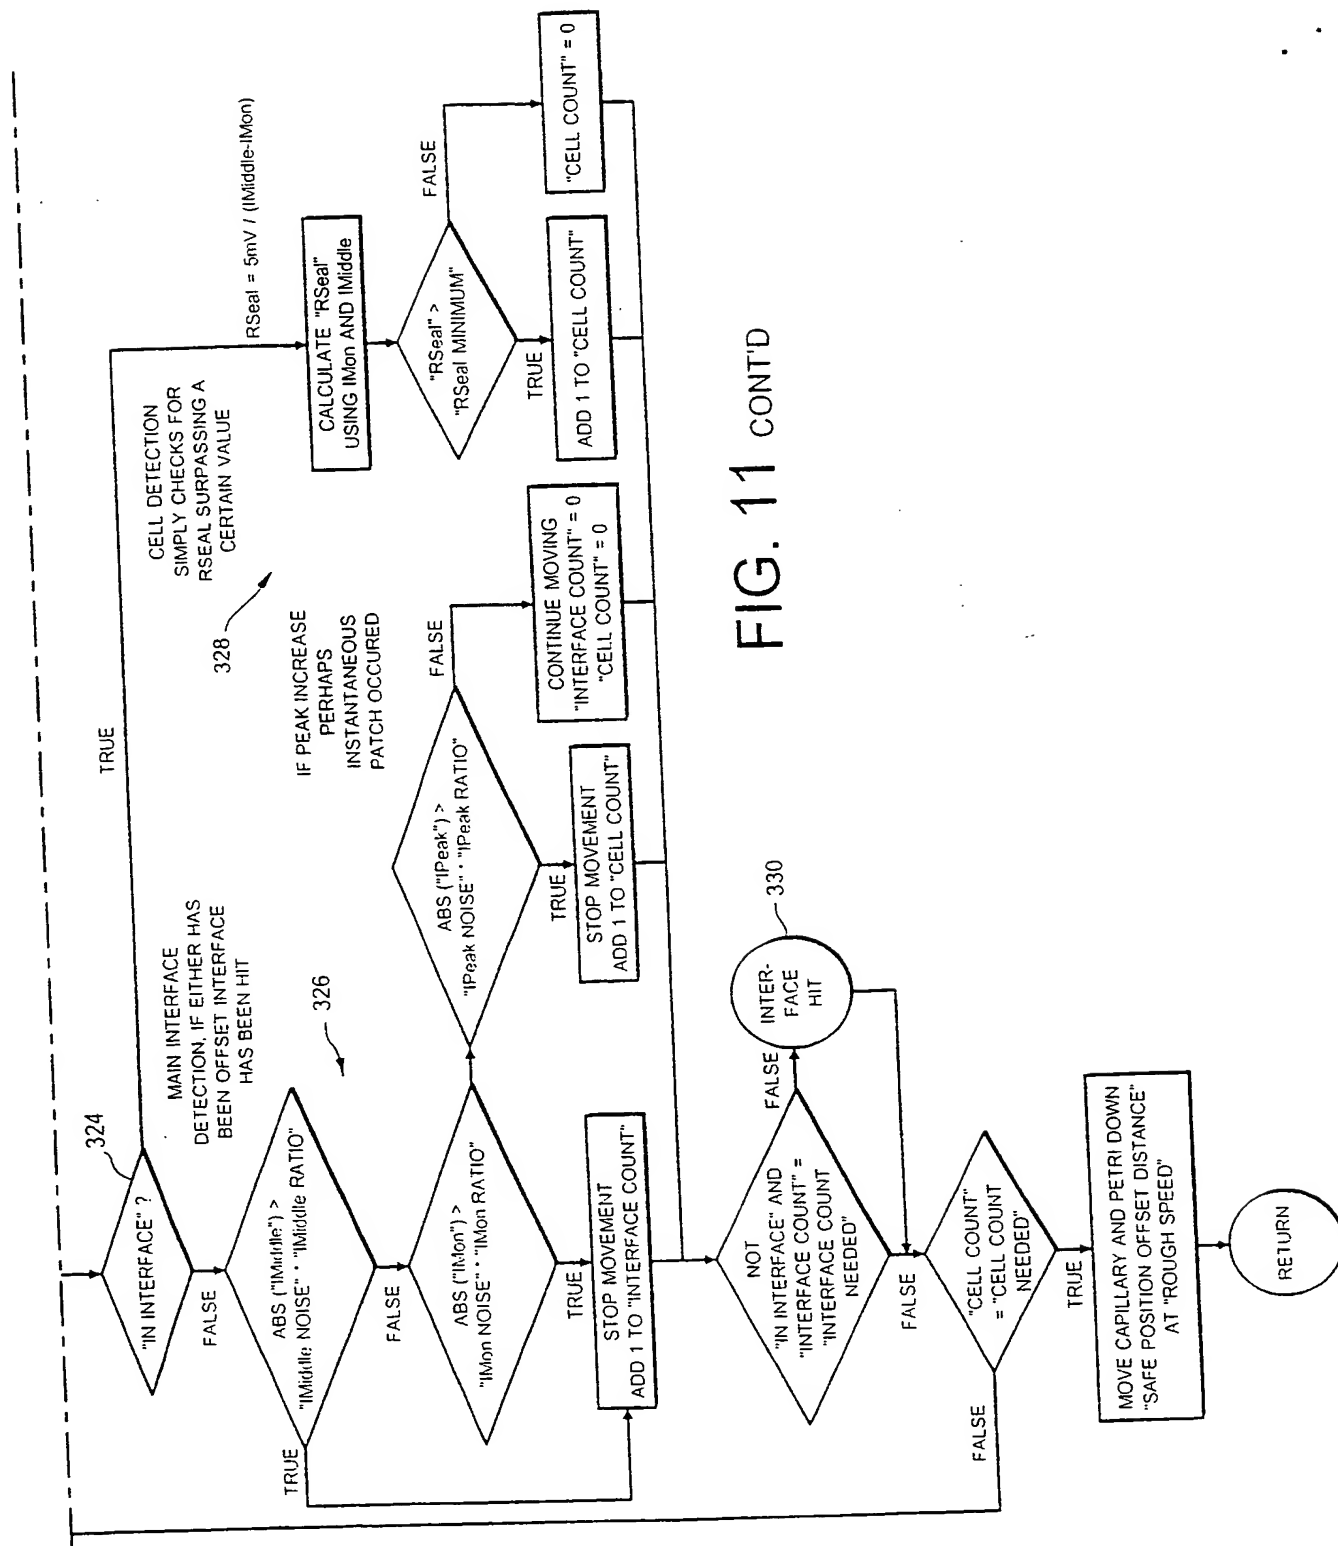 "IN INTERFACE" ?
324
TRUE
FALSE
MAIN INTERFACE
DETECTION, IF EITHER HAS
BEEN OFFSET INTERFACE
HAS BEEN HIT
ABS ("IMiddle") >
"IMiddle NOISE" · "IMiddle RATIO"
TRUE
FALSE
326
ABS ("IMon") >
"IMon NOISE" · "IMon RATIO"
TRUE
STOP MOVEMENT
ADD 1 TO "INTERFACE COUNT"
IF PEAK INCREASE
PERHAPS
INSTANTANEOUS
PATCH OCCURED
ABS ("IPeak") >
"IPeak NOISE" · "IPeak RATIO"
TRUE
FALSE
STOP MOVEMENT
ADD 1 TO "CELL COUNT"
CONTINUE MOVING
"INTERFACE COUNT" = 0
"CELL COUNT" = 0
CELL DETECTION
SIMPLY CHECKS FOR
RSEAL SURPASSING A
CERTAIN VALUE
328
RSeal = 5mV / (IMiddle-IMon)
CALCULATE "RSeal"
USING IMon AND IMiddle
"RSeal" >
"RSeal MINIMUM"
TRUE
FALSE
ADD 1 TO "CELL COUNT"
"CELL COUNT" = 0
NOT
"IN INTERFACE" AND
"INTERFACE COUNT" =
"INTERFACE COUNT
NEEDED"
FALSE
FALSE
INTER-
FACE
HIT
330
"CELL COUNT"
= "CELL COUNT
NEEDED"
FALSE
TRUE
MOVE CAPILLARY AND PETRI DOWN
"SAFE POSITION OFFSET DISTANCE"
AT "ROUGH SPEED"
RETURN
FIG. 11 CONT'D